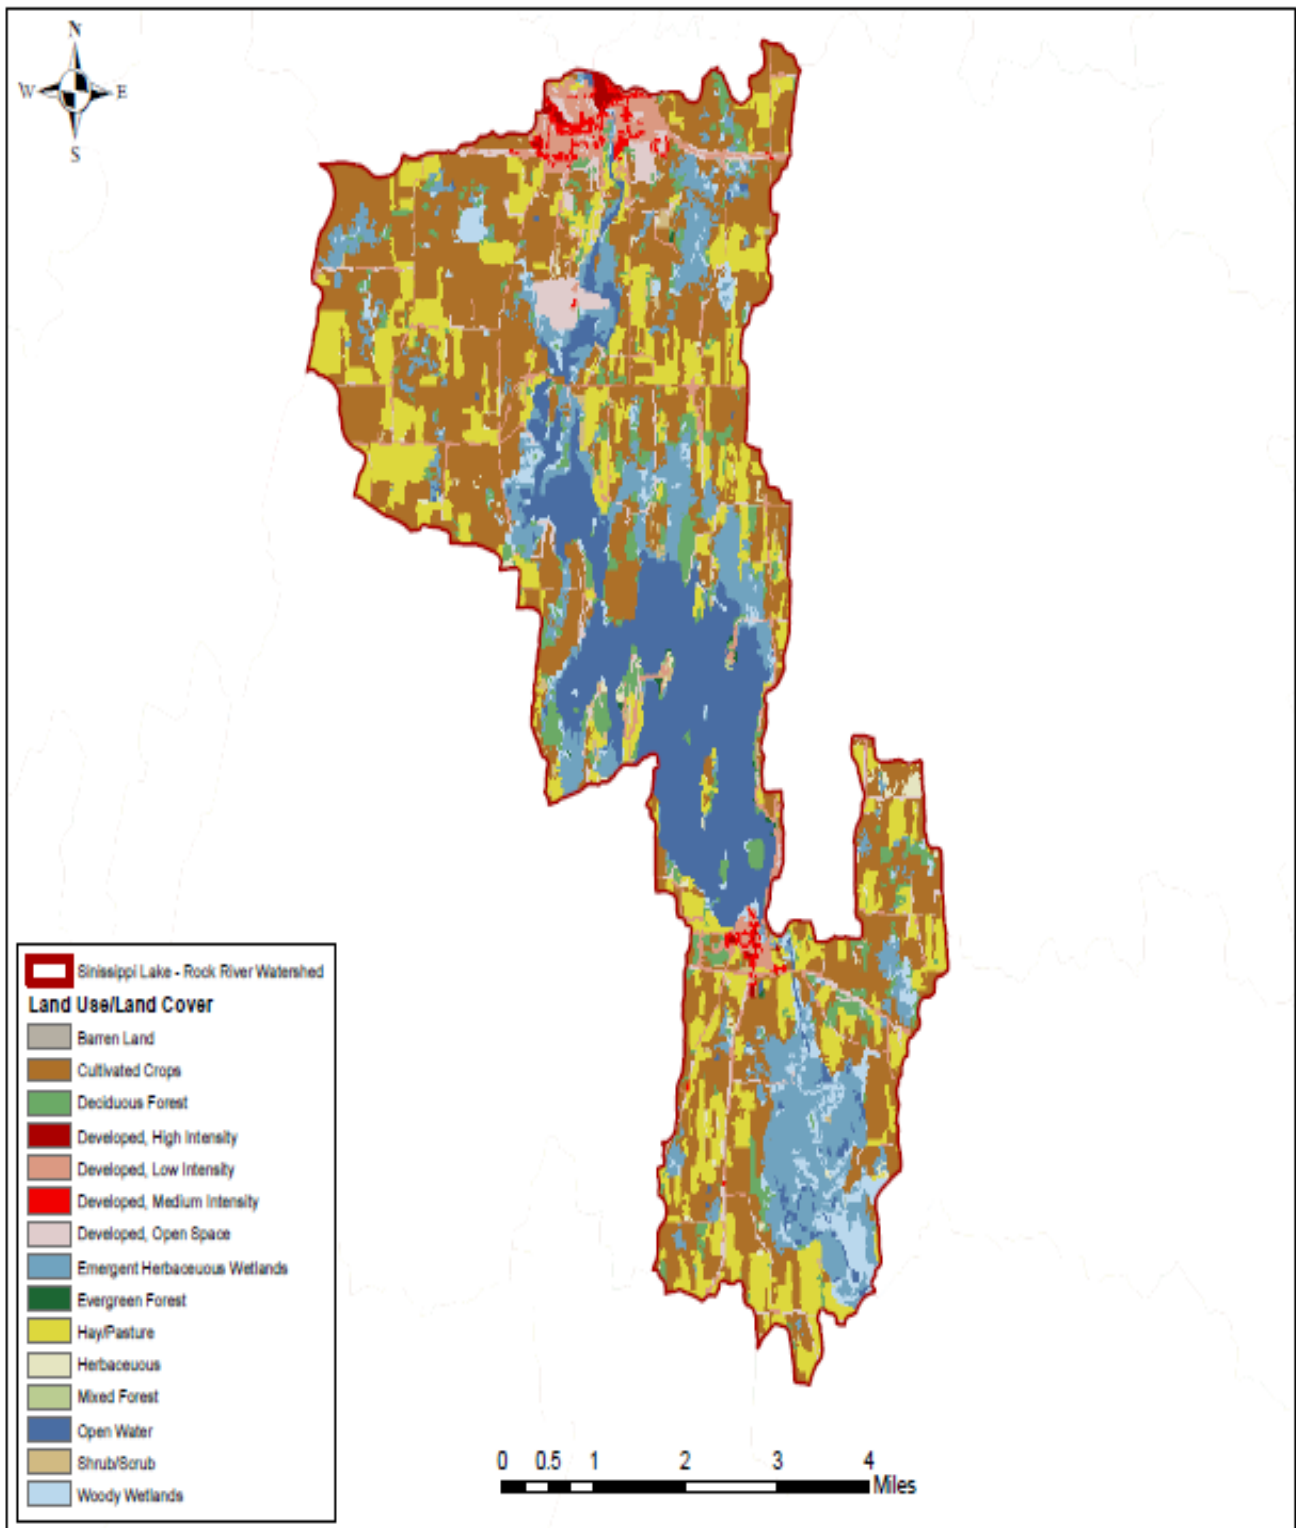 N
W E
S
Sinissippi Lake - Rock River Watershed
Land Use/Land Cover
Barren Land
Cultivated Crops
Deciduous Forest
Developed, High Intensity
Developed, Low Intensity
Developed, Medium Intensity
Developed, Open Space
Emergent Herbaceuous Wetlands
Evergreen Forest
Hay/Pasture
Herbaceuous
Mixed Forest
Open Water
Shrub/Scrub
Woody Wetlands
0 0.5 1 2 3 4
Miles